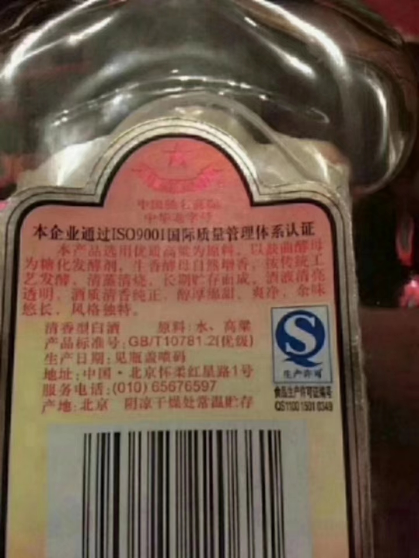 中国驰名商标
中华老字号
本企业通过ISO9001国际质量管理体系认证
本产品选用优质高粱为原料，以麸曲酵母
为糖化发酵剂，生香酵母自然增香，按传统工
艺发酵，清蒸清烧，长期贮存而成，酒液清亮
透明，酒质清香纯正，醇厚绵甜，爽净，余味
悠长，风格独特。
清香型白酒 原料：水、高粱
产品标准号：GB/T10781.2(优级)
生产日期：见瓶盖喷码
地址：中国·北京怀柔红星路1号
服务电话：(010)65676597
产地：北京 阴凉干燥处常温贮存
生产许可
食品生产许可证编号
QS1100 1501 0349